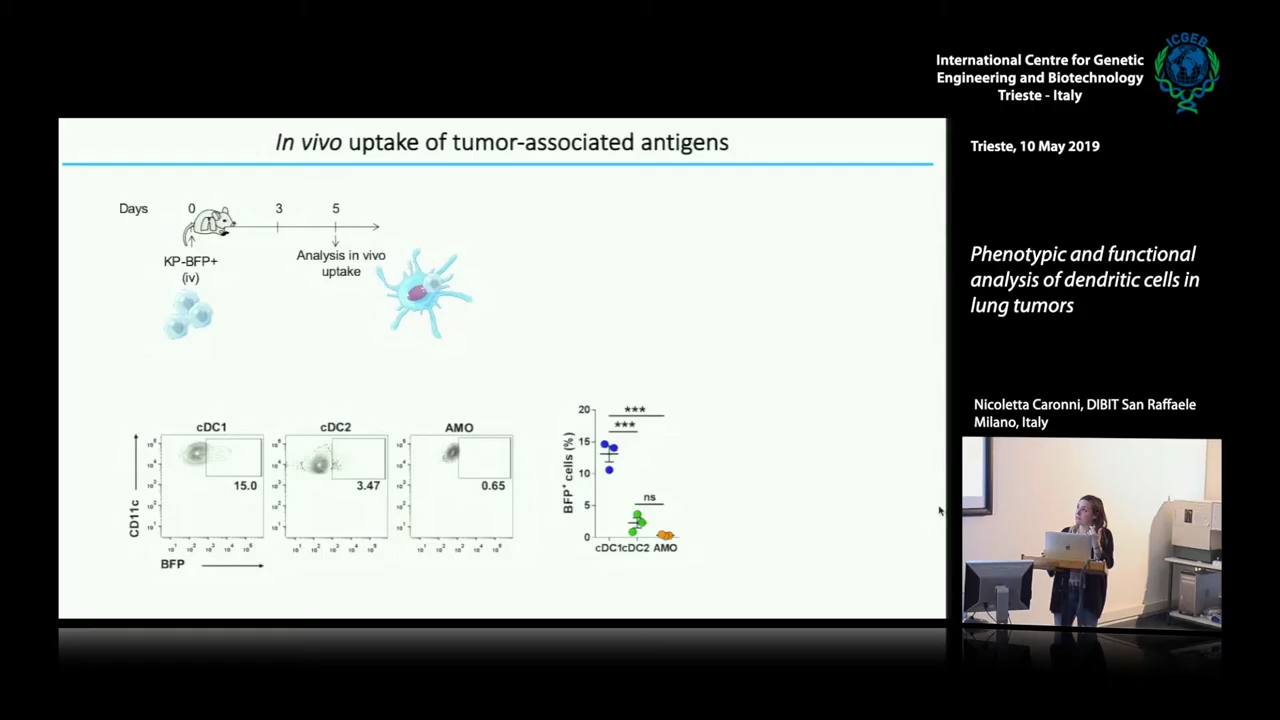 ICGEB
International Centre for Genetic
Engineering and Biotechnology
Trieste - Italy
Trieste, 10 May 2019
Phenotypic and functional
analysis of dendritic cells in
lung tumors
Nicoletta Caronni, DIBIT San Raffaele
Milano, Italy
In vivo uptake of tumor-associated antigens
Days 0 3 5
KP-BFP+
(iv)
Analysis in vivo
uptake
cDC1 cDC2 AMO
15.0 3.47 0.65
CD11c
BFP
BFP+ cells (%)
20
15
10
5
0
***
***
ns
cDC1cDC2 AMO